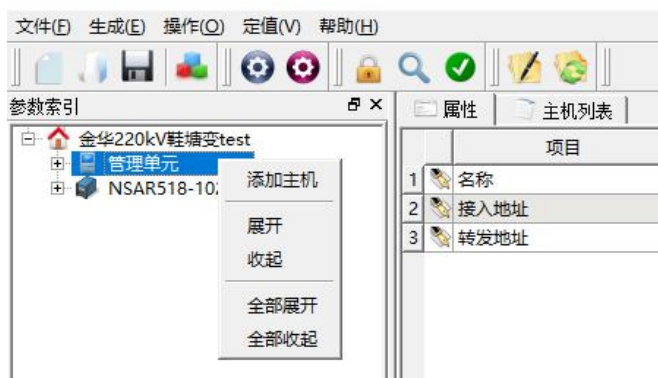 文件(F) 生成(E) 操作(O) 定值(V) 帮助(H)
参数索引
属性 主机列表
金华220kV鞋塘变test
管理单元
NSAR518-102
添加主机
展开
收起
全部展开
全部收起
项目
1 名称
2 接入地址
3 转发地址